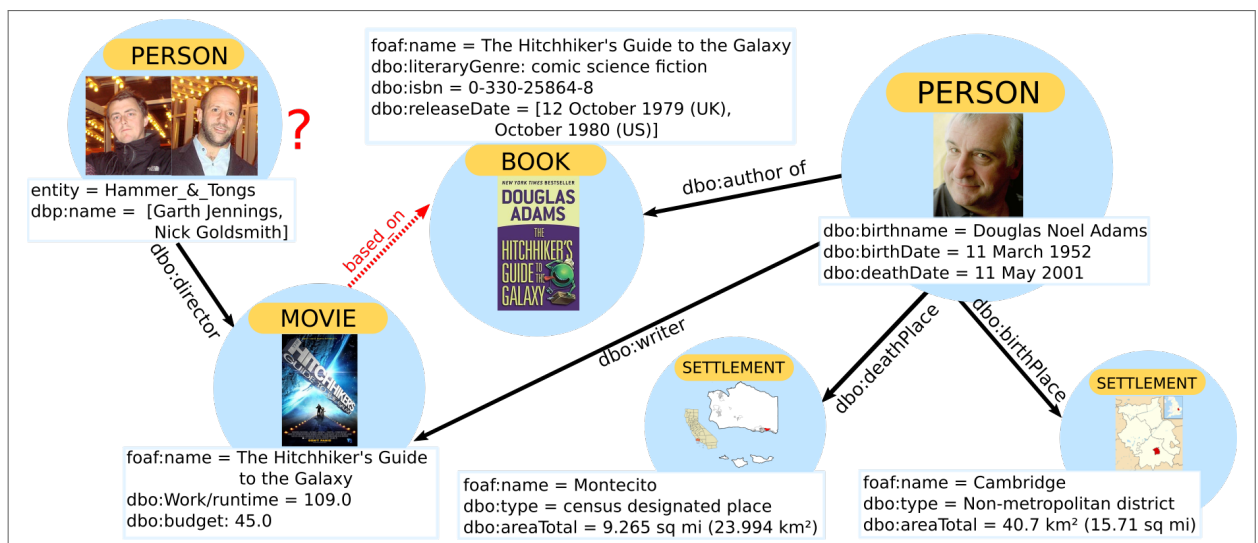 PERSON
?
entity = Hammer_&_Tongs
dbp:name = [Garth Jennings,
Nick Goldsmith]
foaf:name = The Hitchhiker's Guide to the Galaxy
dbo:literaryGenre: comic science fiction
dbo:isbn = 0-330-25864-8
dbo:releaseDate = [12 October 1979 (UK),
October 1980 (US)]
BOOK
NEW YORK TIMES BESTSELLER
DOUGLAS
ADAMS
THE
HITCHHIKER'S
GUIDE TO
THE
GALAXY
PERSON
dbo:birthname = Douglas Noel Adams
dbo:birthDate = 11 March 1952
dbo:deathDate = 11 May 2001
dbo:author of
based_on
dbo:director
dbo:writer
dbo:deathPlace
dbo:birthPlace
MOVIE
foaf:name = The Hitchhiker's Guide
to the Galaxy
dbo:Work/runtime = 109.0
dbo:budget: 45.0
SETTLEMENT
foaf:name = Montecito
dbo:type = census designated place
dbo:areaTotal = 9.265 sq mi (23.994 km²)
SETTLEMENT
foaf:name = Cambridge
dbo:type = Non-metropolitan district
dbo:areaTotal = 40.7 km² (15.71 sq mi)